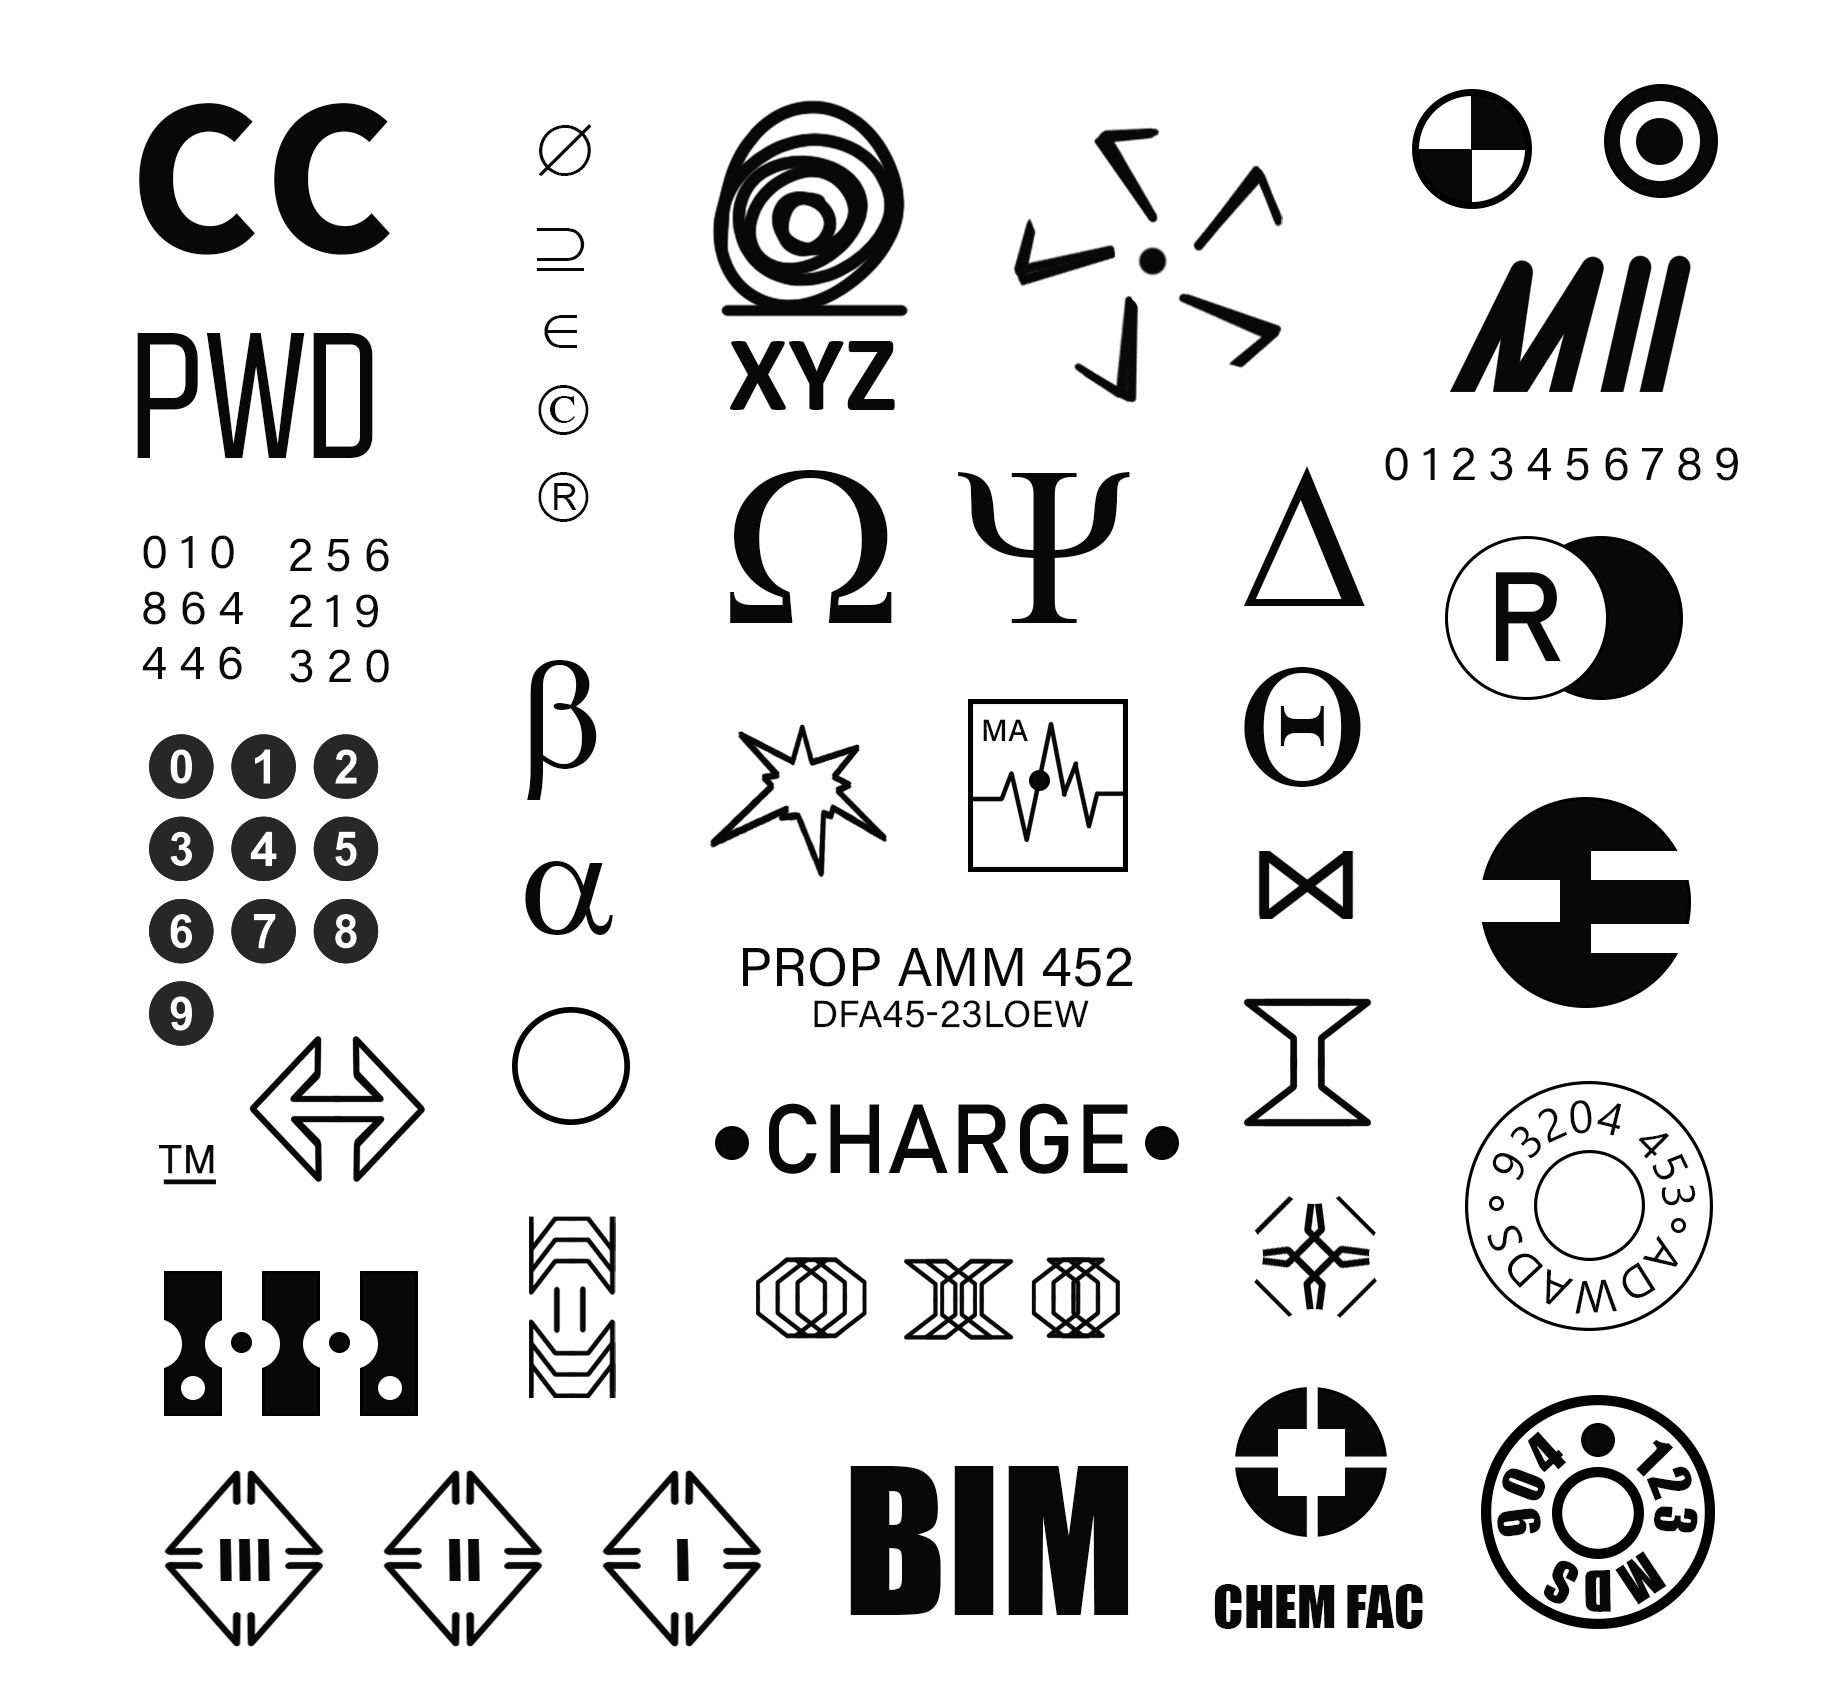 CC
PWD
010 256
864 219
446 320
0 1 2
3 4 5
6 7 8
9
TM
III
II
I
∅
⊇
∈
©
®
β
α
XYZ
Ω Ψ
MA
PROP AMM 452
DFA45-23LOEW
•CHARGE•
BIM
MII
0123456789
Δ
R
Θ
⋈
93204 453
ADWADS
CHEM FAC
904 123
MDS